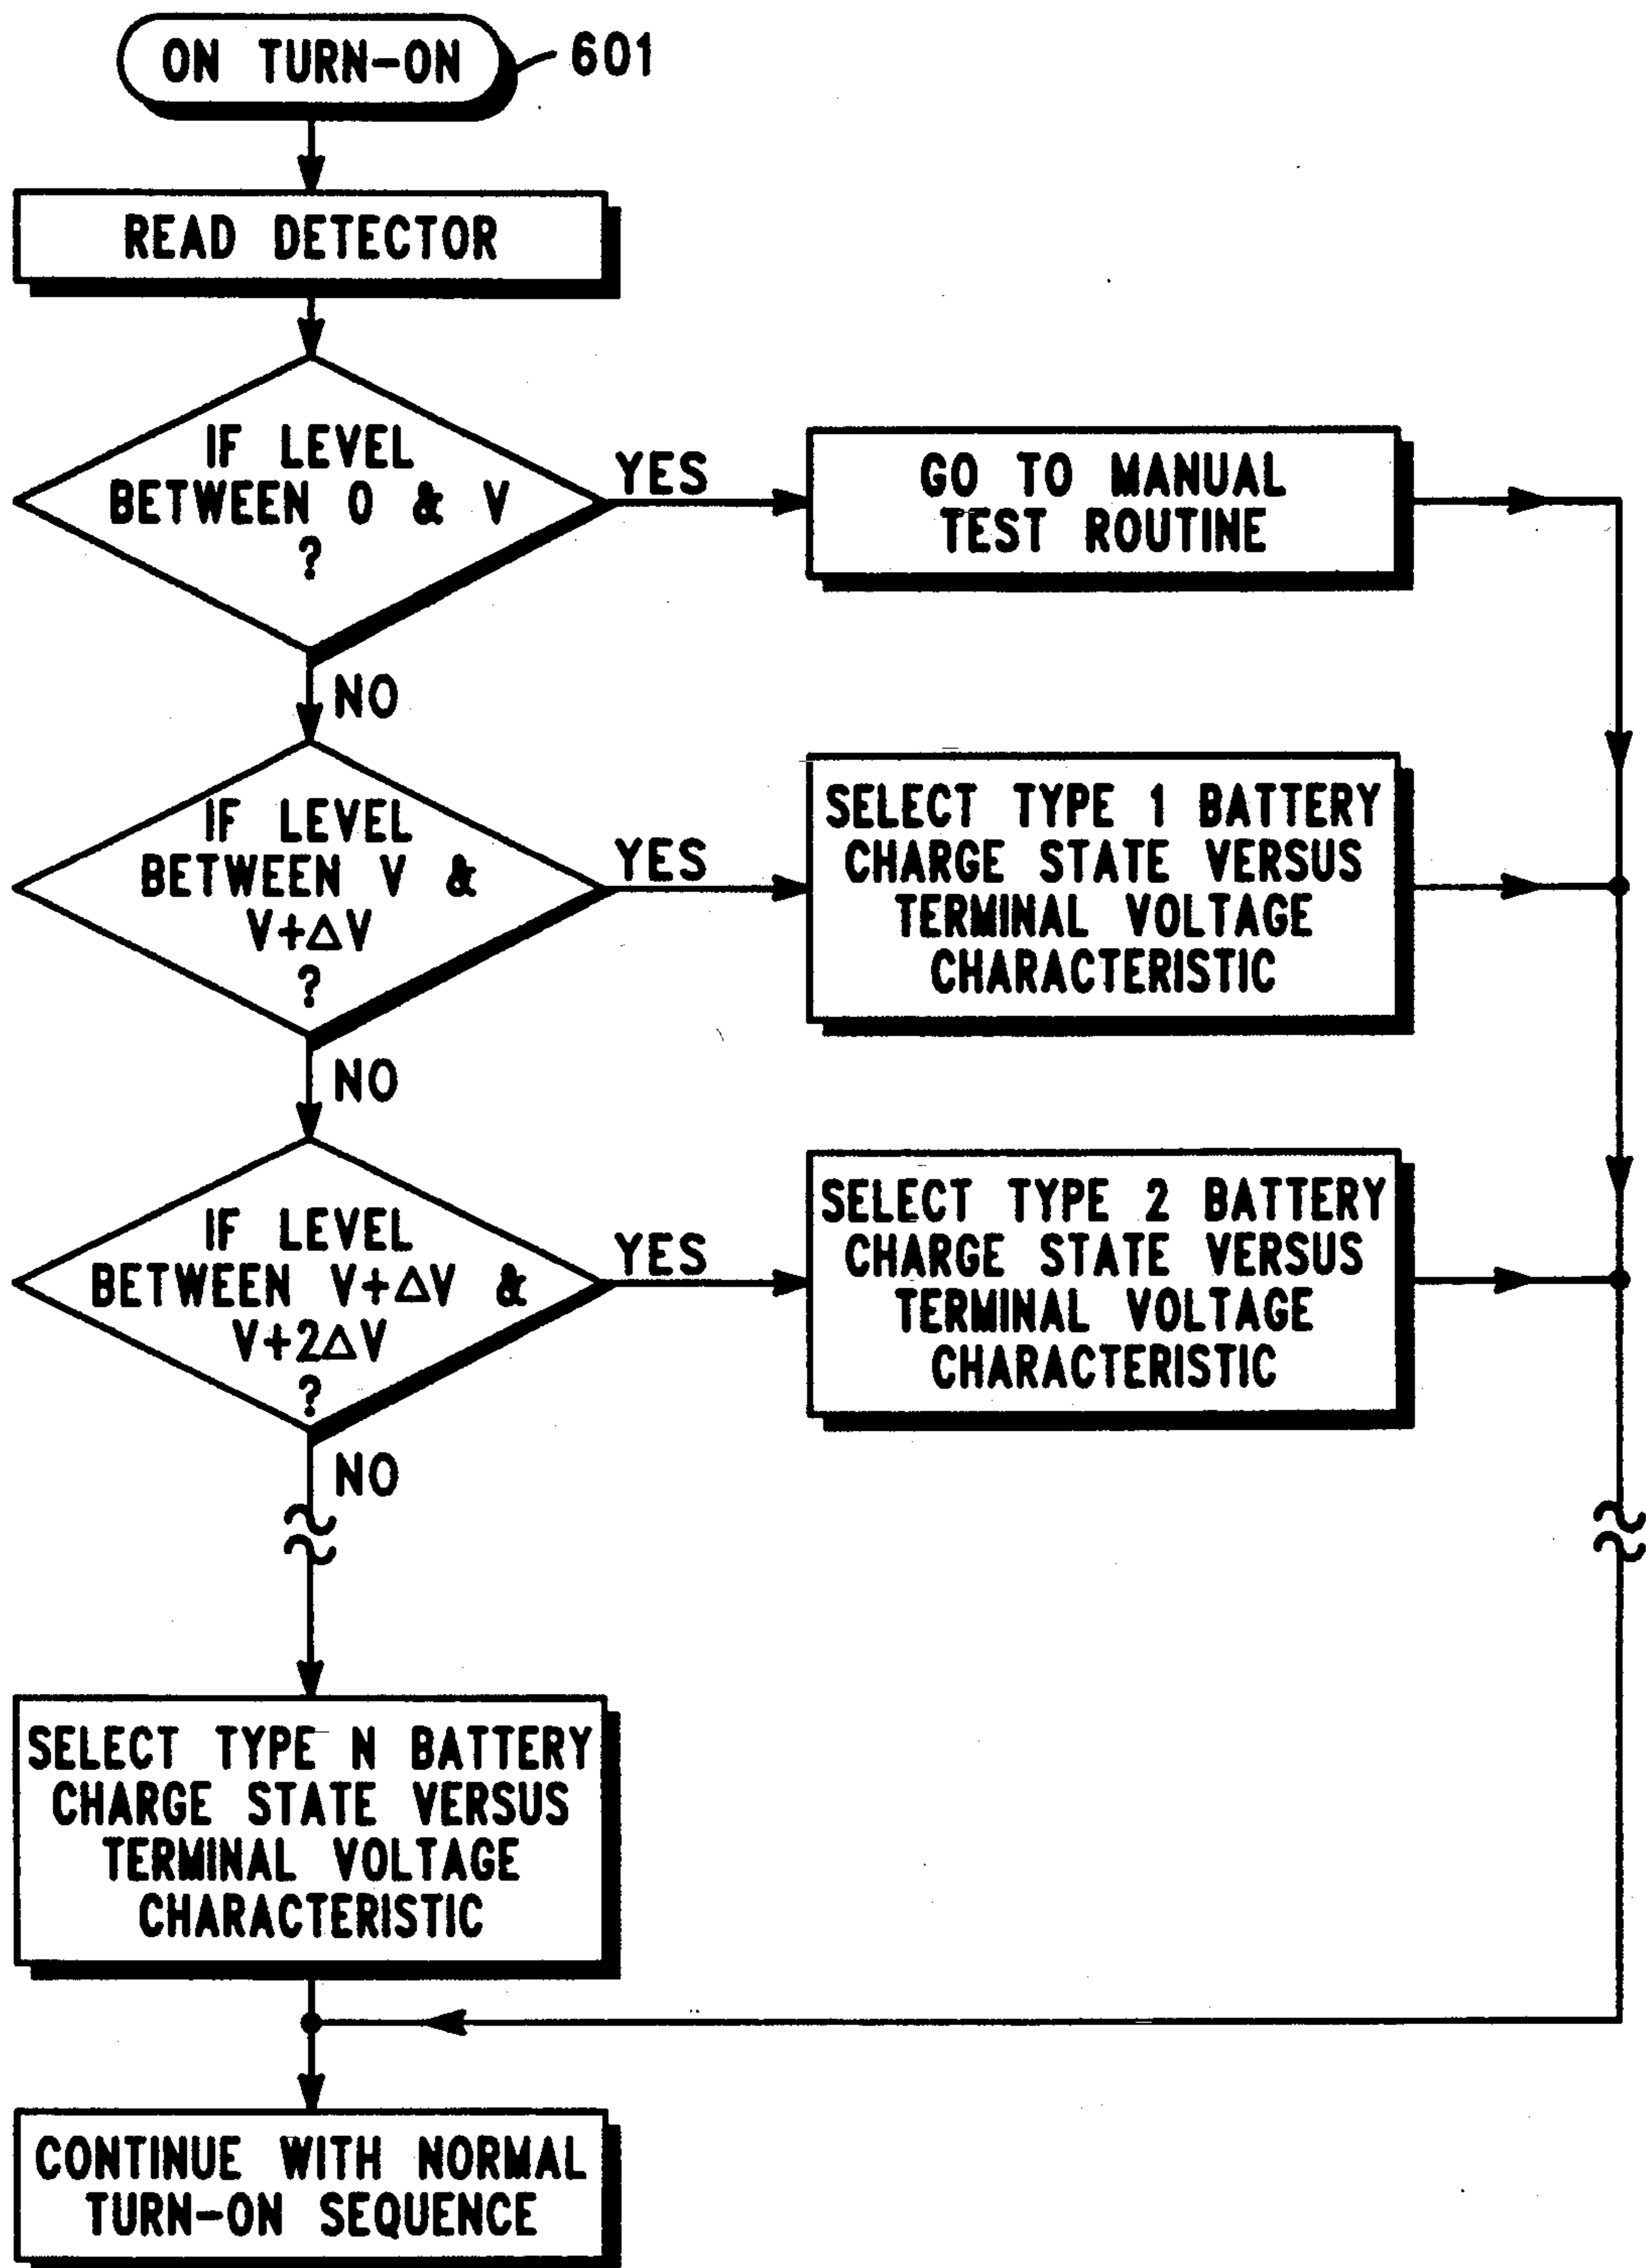 ON TURN-ON
601
READ DETECTOR
IF LEVEL
BETWEEN 0 & V
?
YES
GO TO MANUAL
TEST ROUTINE
NO
IF LEVEL
BETWEEN V &
V+ΔV
?
YES
SELECT TYPE 1 BATTERY
CHARGE STATE VERSUS
TERMINAL VOLTAGE
CHARACTERISTIC
NO
IF LEVEL
BETWEEN V+ΔV &
V+2ΔV
?
YES
SELECT TYPE 2 BATTERY
CHARGE STATE VERSUS
TERMINAL VOLTAGE
CHARACTERISTIC
NO
SELECT TYPE N BATTERY
CHARGE STATE VERSUS
TERMINAL VOLTAGE
CHARACTERISTIC
CONTINUE WITH NORMAL
TURN-ON SEQUENCE